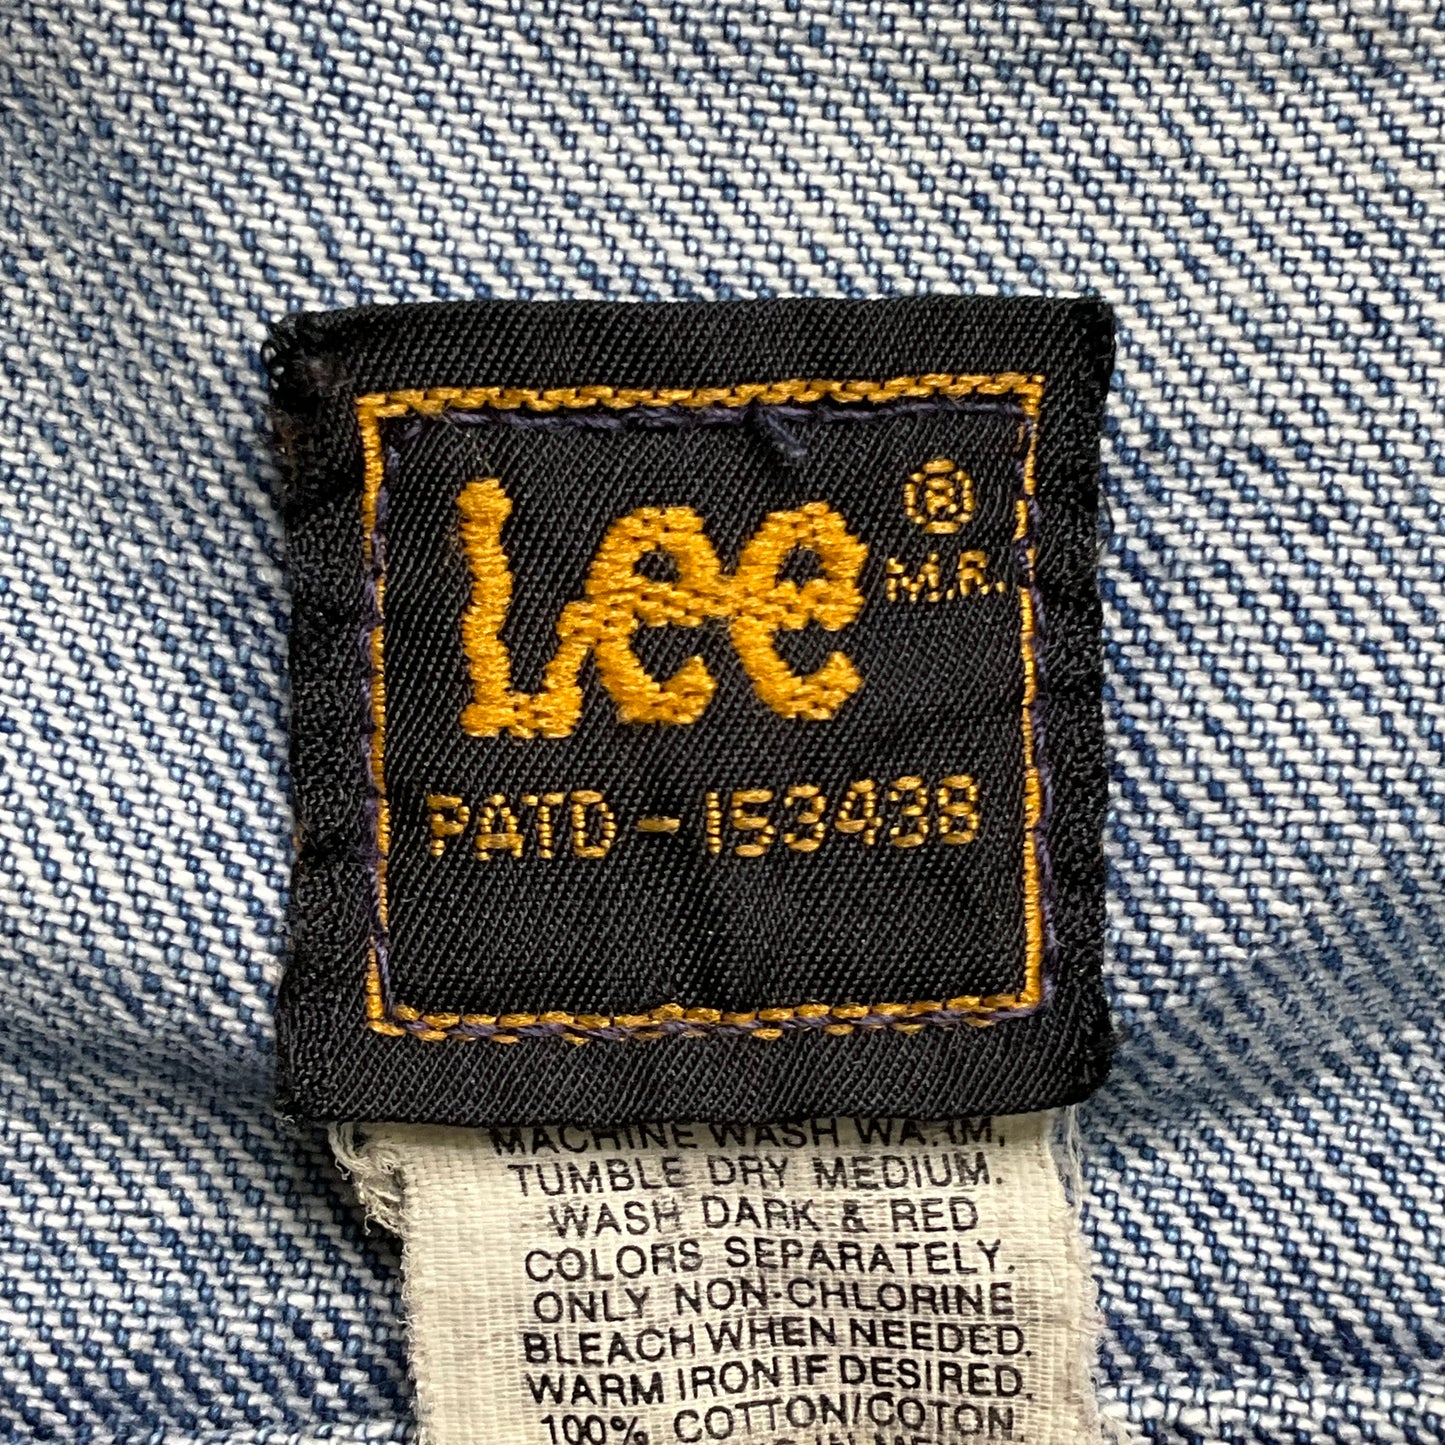 Lee ®
M.R.
PATD-153438
MACHINE WASH WARM,
TUMBLE DRY MEDIUM.
WASH DARK & RED
COLORS SEPARATELY.
ONLY NON-CHLORINE
BLEACH WHEN NEEDED.
WARM IRON IF DESIRED.
100% COTTON/COTON
IN